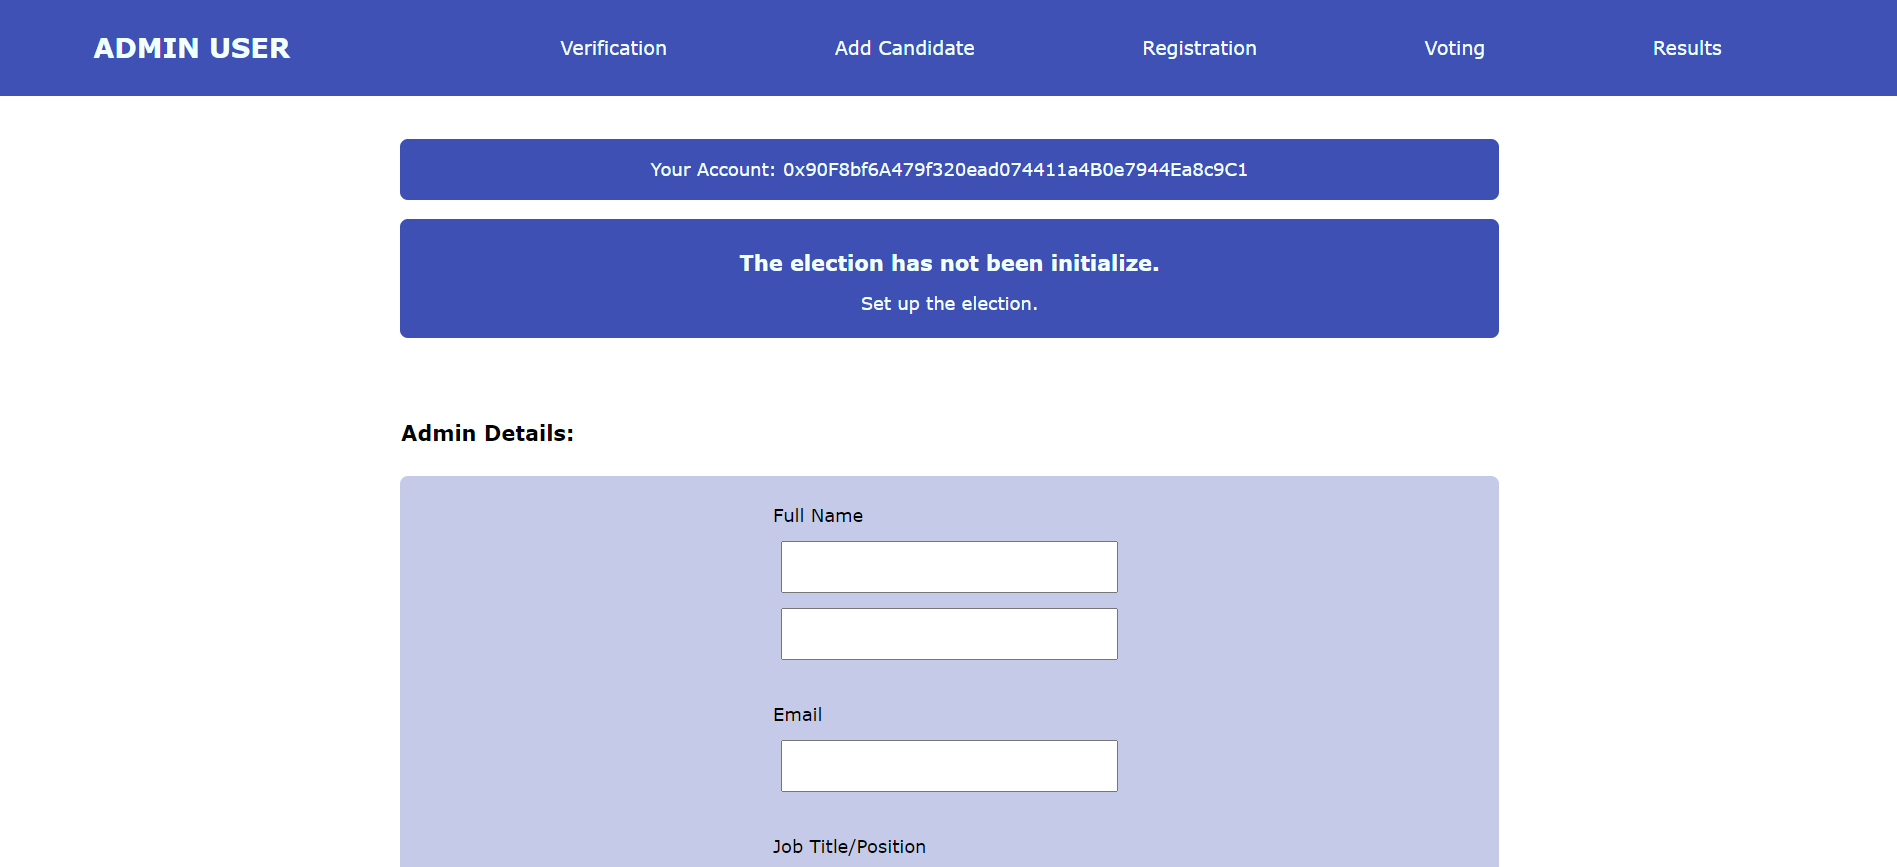 ADMIN USER Verification Add Candidate Registration Voting Results
Your Account: 0x90F8bf6A479f320ead074411a4B0e7944Ea8c9C1
The election has not been initialize.
Set up the election.
Admin Details:
Full Name
Email
Job Title/Position